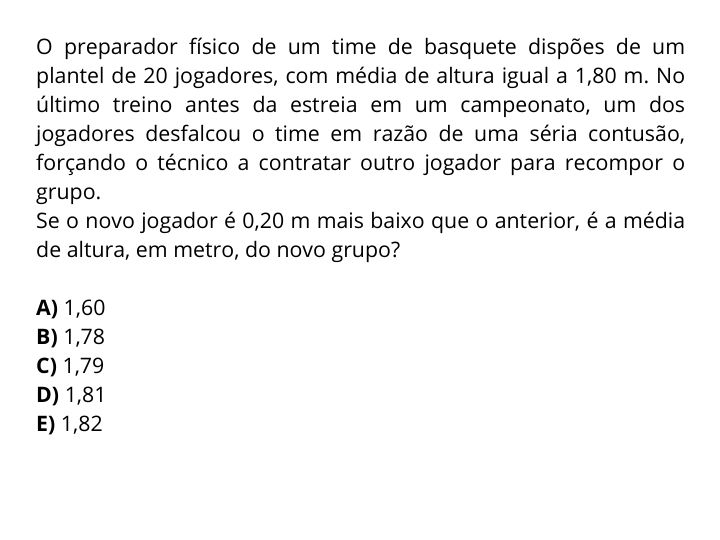 O preparador físico de um time de basquete dispões de um
plantel de 20 jogadores, com média de altura igual a 1,80 m. No
último treino antes da estreia em um campeonato, um dos
jogadores desfalcou o time em razão de uma séria contusão,
forçando o técnico a contratar outro jogador para recompor o
grupo.
Se o novo jogador é 0,20 m mais baixo que o anterior, é a média
de altura, em metro, do novo grupo?
A) 1,60
B) 1,78
C) 1,79
D) 1,81
E) 1,82